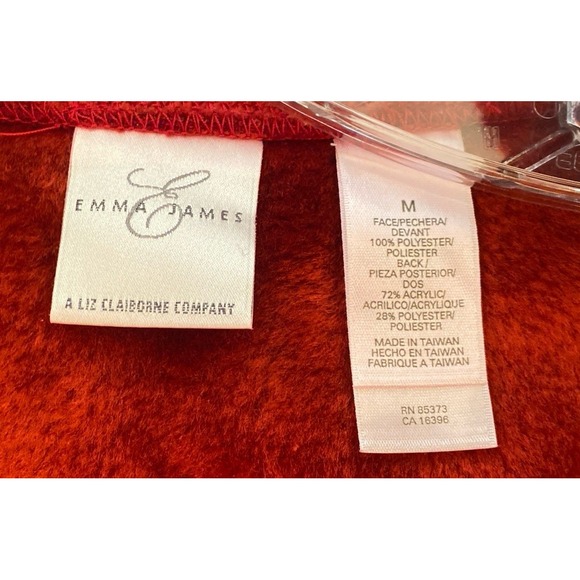 E
EMMA JAMES
A LIZ CLAIBORNE COMPANY
M
FACE/PECHERA/
DEVANT
100% POLYESTER/
POLIESTER
BACK/
PIEZA POSTERIOR/
DOS
72% ACRYLIC/
ACRILICO/ACRYLIQUE
28% POLYESTER/
POLIESTER
MADE IN TAIWAN
HECHO EN TAIWAN
FABRIQUE A TAIWAN
RN 85373
CA 16396